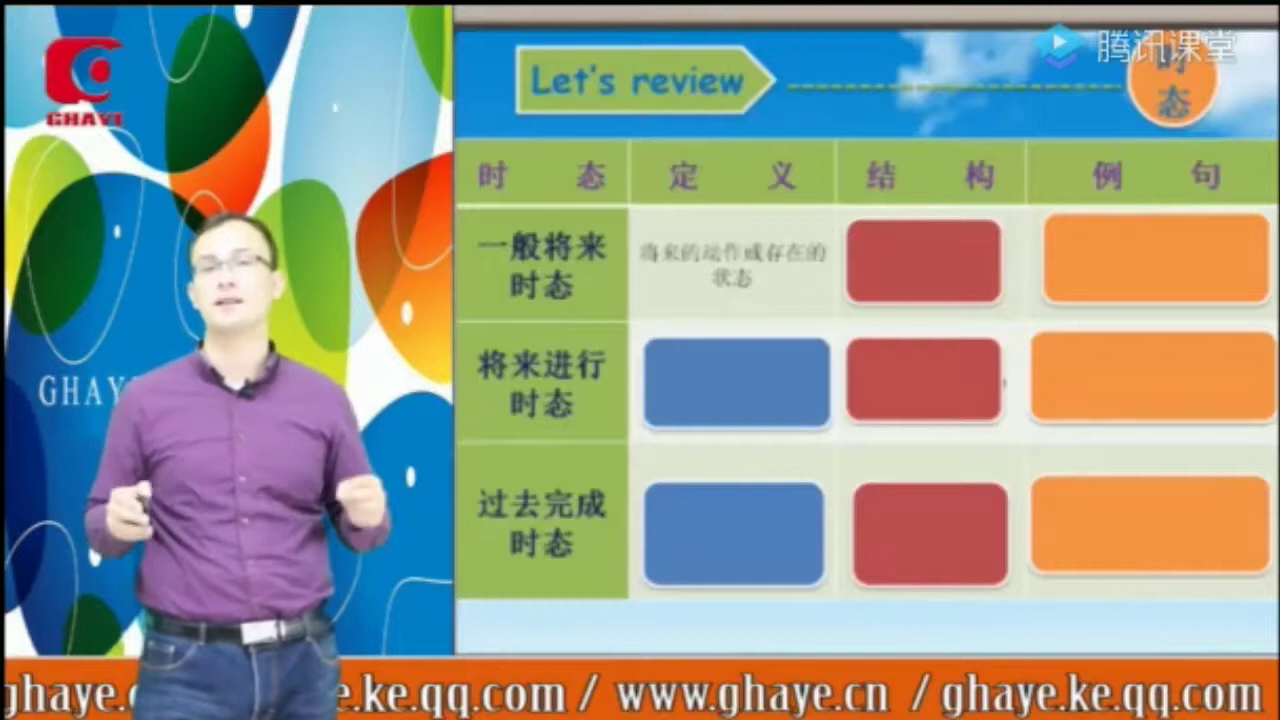 GHAYE
GHAY
Let's review
腾讯课堂
时态
时态
定义
结构
例句
一般将来
时态
将来的动作或存在的
状态
将来进行
时态
过去完成
时态
ghaye.c
e.ke.qq.com / www.ghaye.cn / ghaye.ke.qq.com